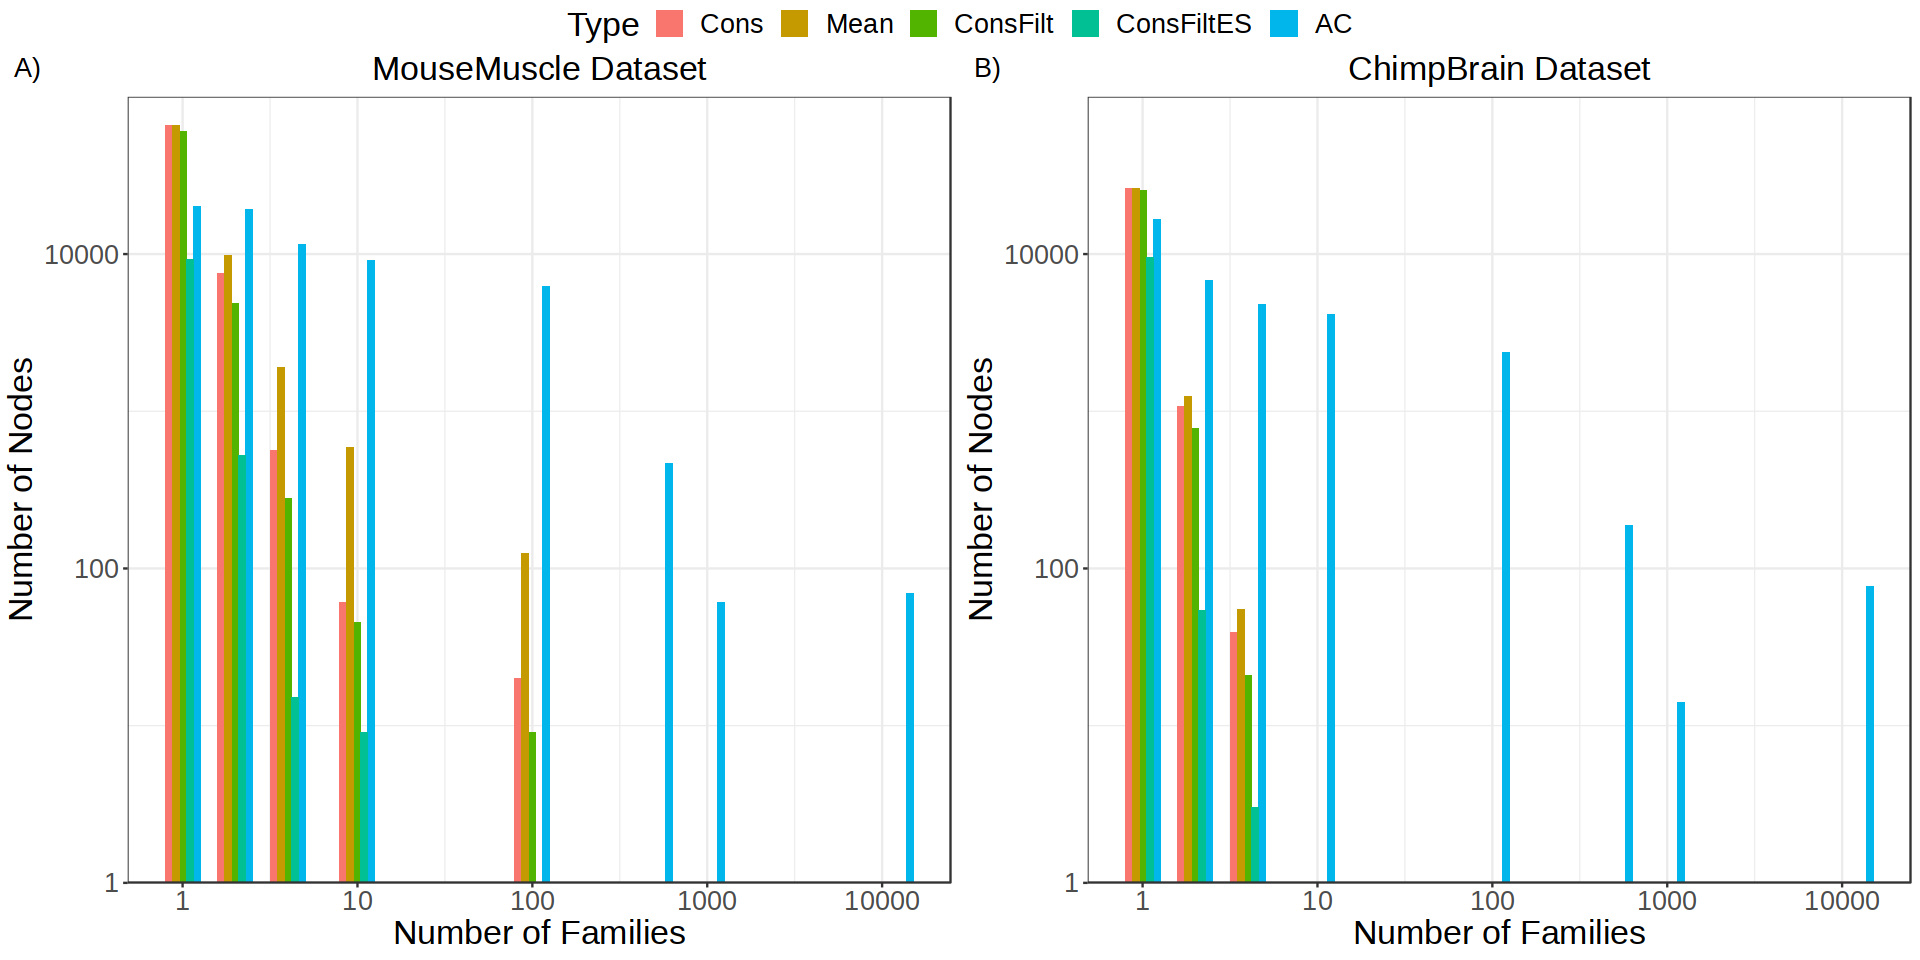 Type Cons Mean ConsFilt ConsFiltES AC
A) MouseMuscle Dataset
Number of Nodes
10000
100
1
1 10 100 1000 10000
Number of Families
B) ChimpBrain Dataset
Number of Nodes
10000
100
1
1 10 100 1000 10000
Number of Families